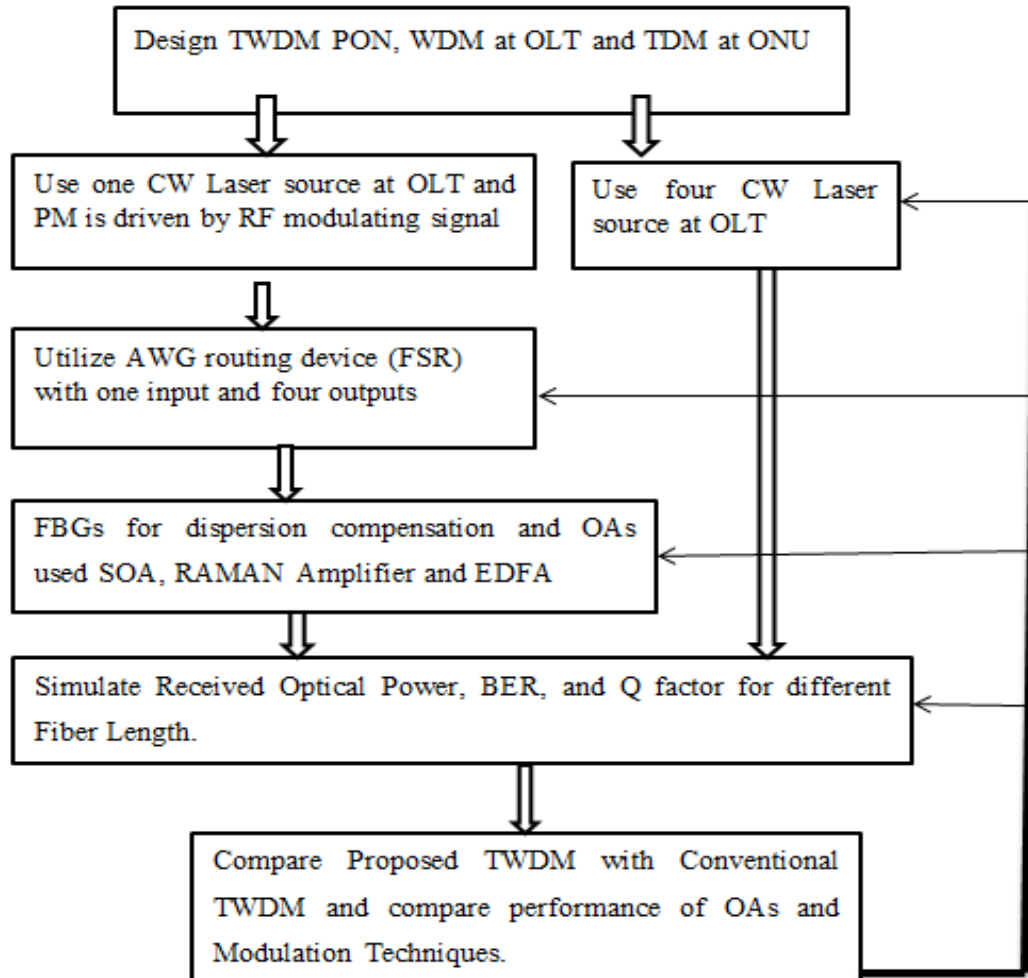 Design TWDM PON, WDM at OLT and TDM at ONU
Use one CW Laser source at OLT and
PM is driven by RF modulating signal
Use four CW Laser
source at OLT
Utilize AWG routing device (FSR)
with one input and four outputs
FBGs for dispersion compensation and OAs
used SOA, RAMAN Amplifier and EDFA
Simulate Received Optical Power, BER, and Q factor for different
Fiber Length.
Compare Proposed TWDM with Conventional
TWDM and compare performance of OAs and
Modulation Techniques.